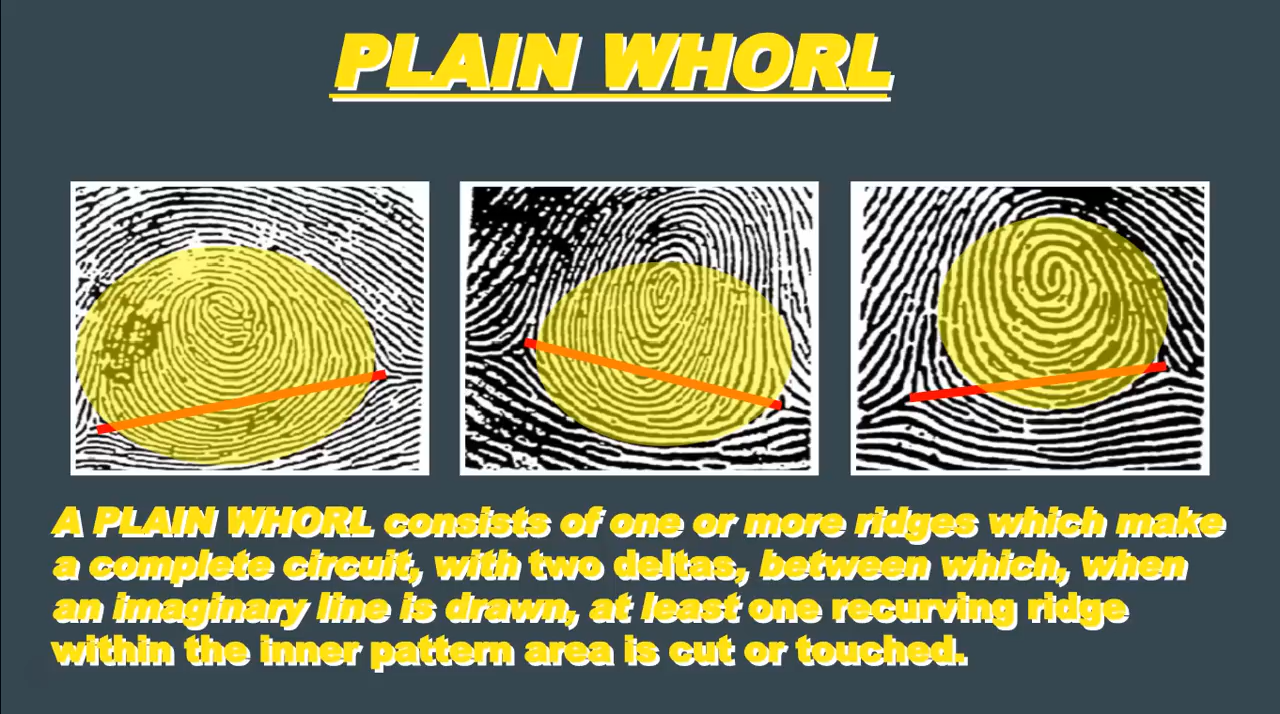 PLAIN WHORL
A PLAIN WHORL consists of one or more ridges which make
a complete circuit, with two deltas, between which, when
an imaginary line is drawn, at least one recurving ridge
within the inner pattern area is cut or touched.